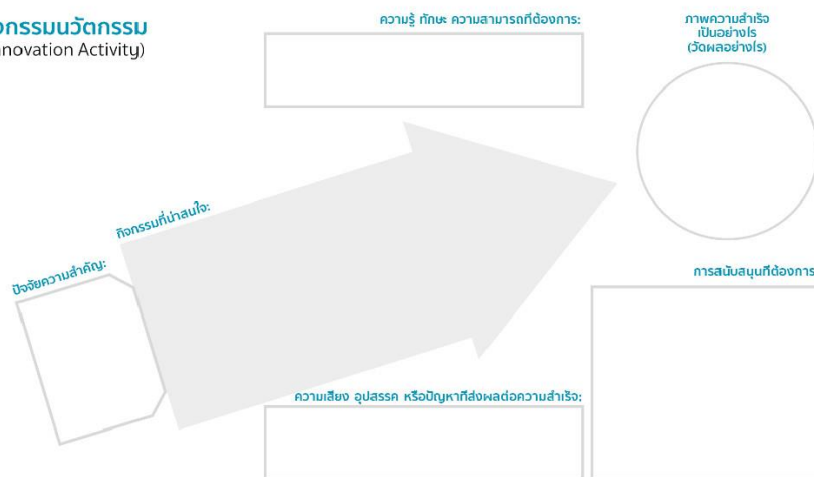 กรรมนวัตกรรม
novation Activity)
ความรู้ ทักษะ ความสามารถที่ต้องการ:
ภาพความสำเร็จ
เป็นอย่างไร
(วัดผลอย่างไร)
กิจกรรมที่น่าสนใจ:
ปัจจัยความสำคัญ:
การสนับสนุนที่ต้องการ
ความเสี่ยง อุปสรรค หรือปัญหาที่ส่งผลต่อความสำเร็จ: